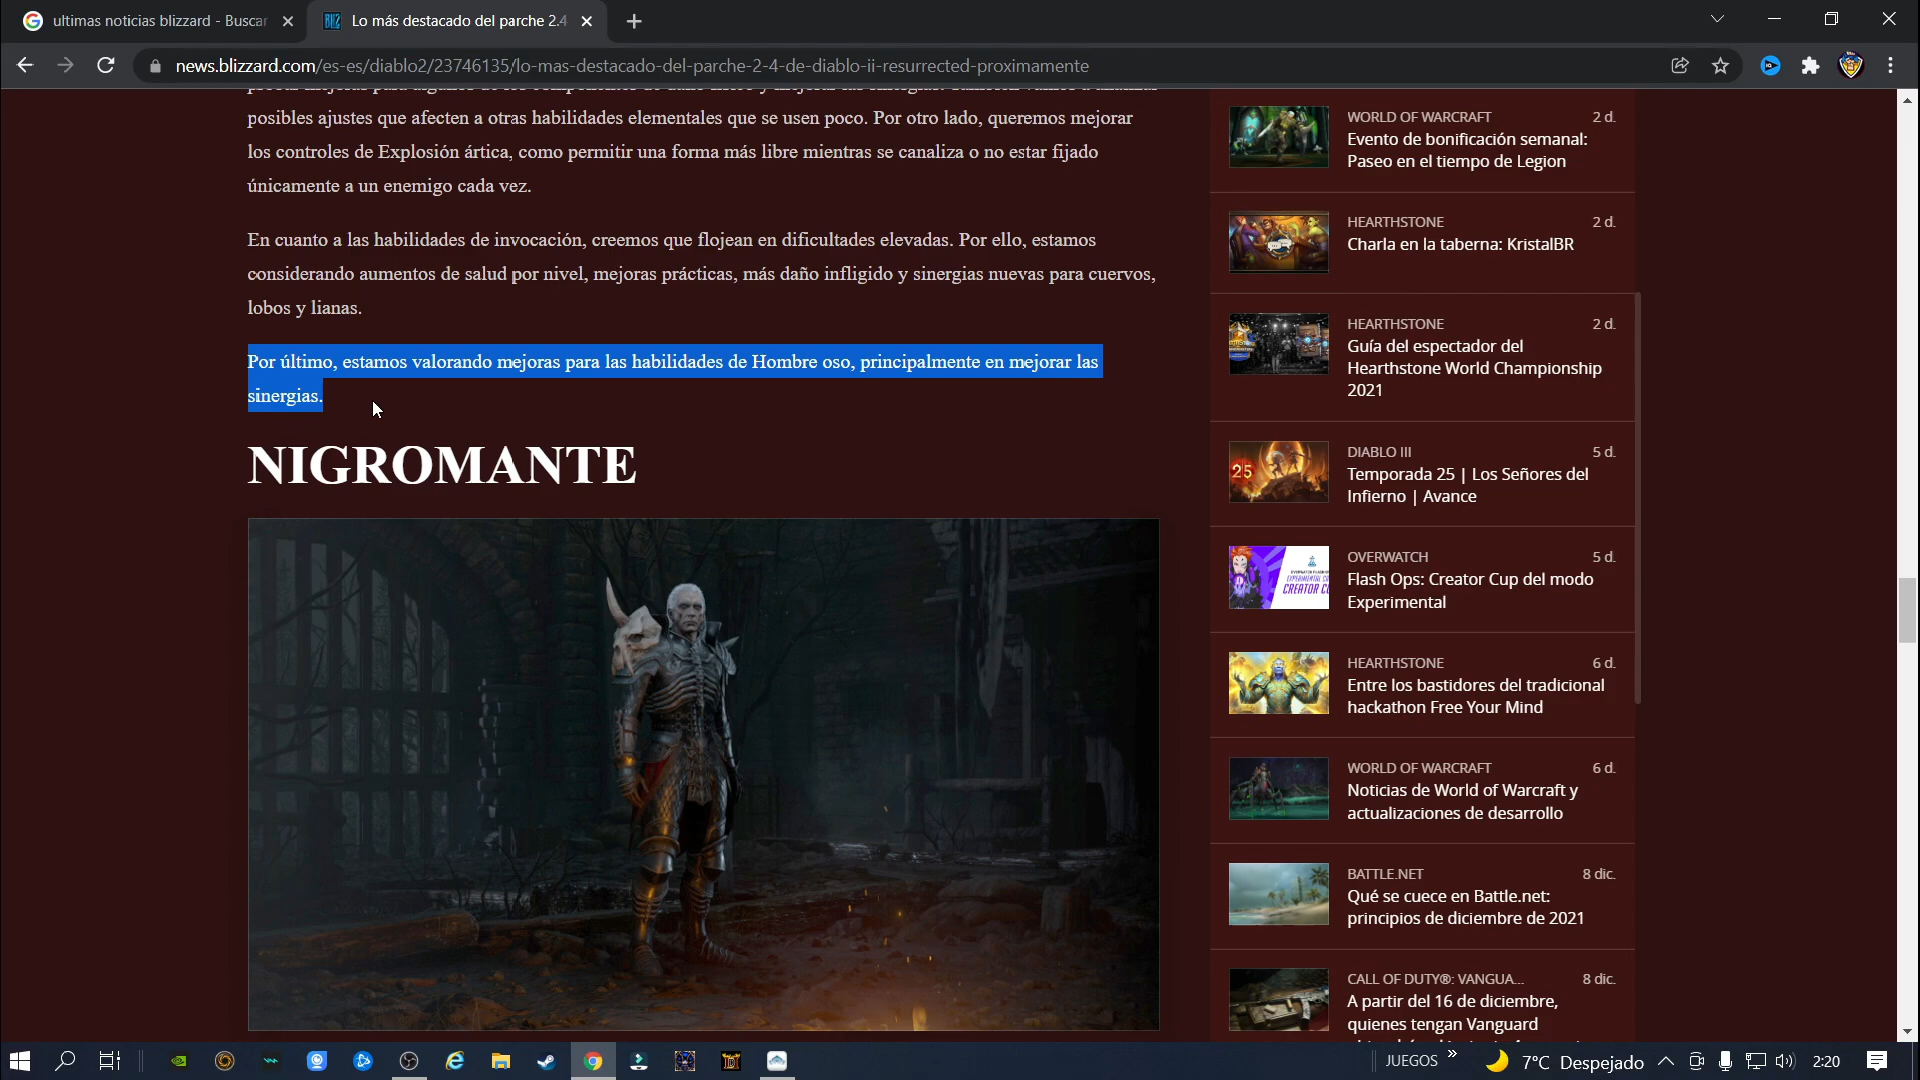 ultimas noticias blizzard - Buscar
Lo más destacado del parche 2.4
news.blizzard.com/es-es/diablo2/23746135/lo-mas-destacado-del-parche-2-4-de-diablo-ii-resurrected-proximamente
posibles ajustes que afecten a otras habilidades elementales que se usen poco. Por otro lado, queremos mejorar
los controles de Explosión ártica, como permitir una forma más libre mientras se canaliza o no estar fijado
únicamente a un enemigo cada vez.
En cuanto a las habilidades de invocación, creemos que flojean en dificultades elevadas. Por ello, estamos
considerando aumentos de salud por nivel, mejoras prácticas, más daño infligido y sinergias nuevas para cuervos,
lobos y lianas.
Por último, estamos valorando mejoras para las habilidades de Hombre oso, principalmente en mejorar las
sinergias.
NIGROMANTE
WORLD OF WARCRAFT 2 d.
Evento de bonificación semanal:
Paseo en el tiempo de Legion
HEARTHSTONE 2 d.
Charla en la taberna: KristalBR
HEARTHSTONE 2 d.
Guía del espectador del
Hearthstone World Championship
2021
DIABLO III 5 d.
25
Temporada 25 | Los Señores del
Infierno | Avance
OVERWATCH 5 d.
CREATOR CU
Flash Ops: Creator Cup del modo
Experimental
HEARTHSTONE 6 d.
Entre los bastidores del tradicional
hackathon Free Your Mind
WORLD OF WARCRAFT 6 d.
Noticias de World of Warcraft y
actualizaciones de desarrollo
BATTLE.NET 8 dic.
Qué se cuece en Battle.net:
principios de diciembre de 2021
CALL OF DUTY®: VANGUA... 8 dic.
A partir del 16 de diciembre,
quienes tengan Vanguard
JUEGOS » 7°C Despejado 2:20